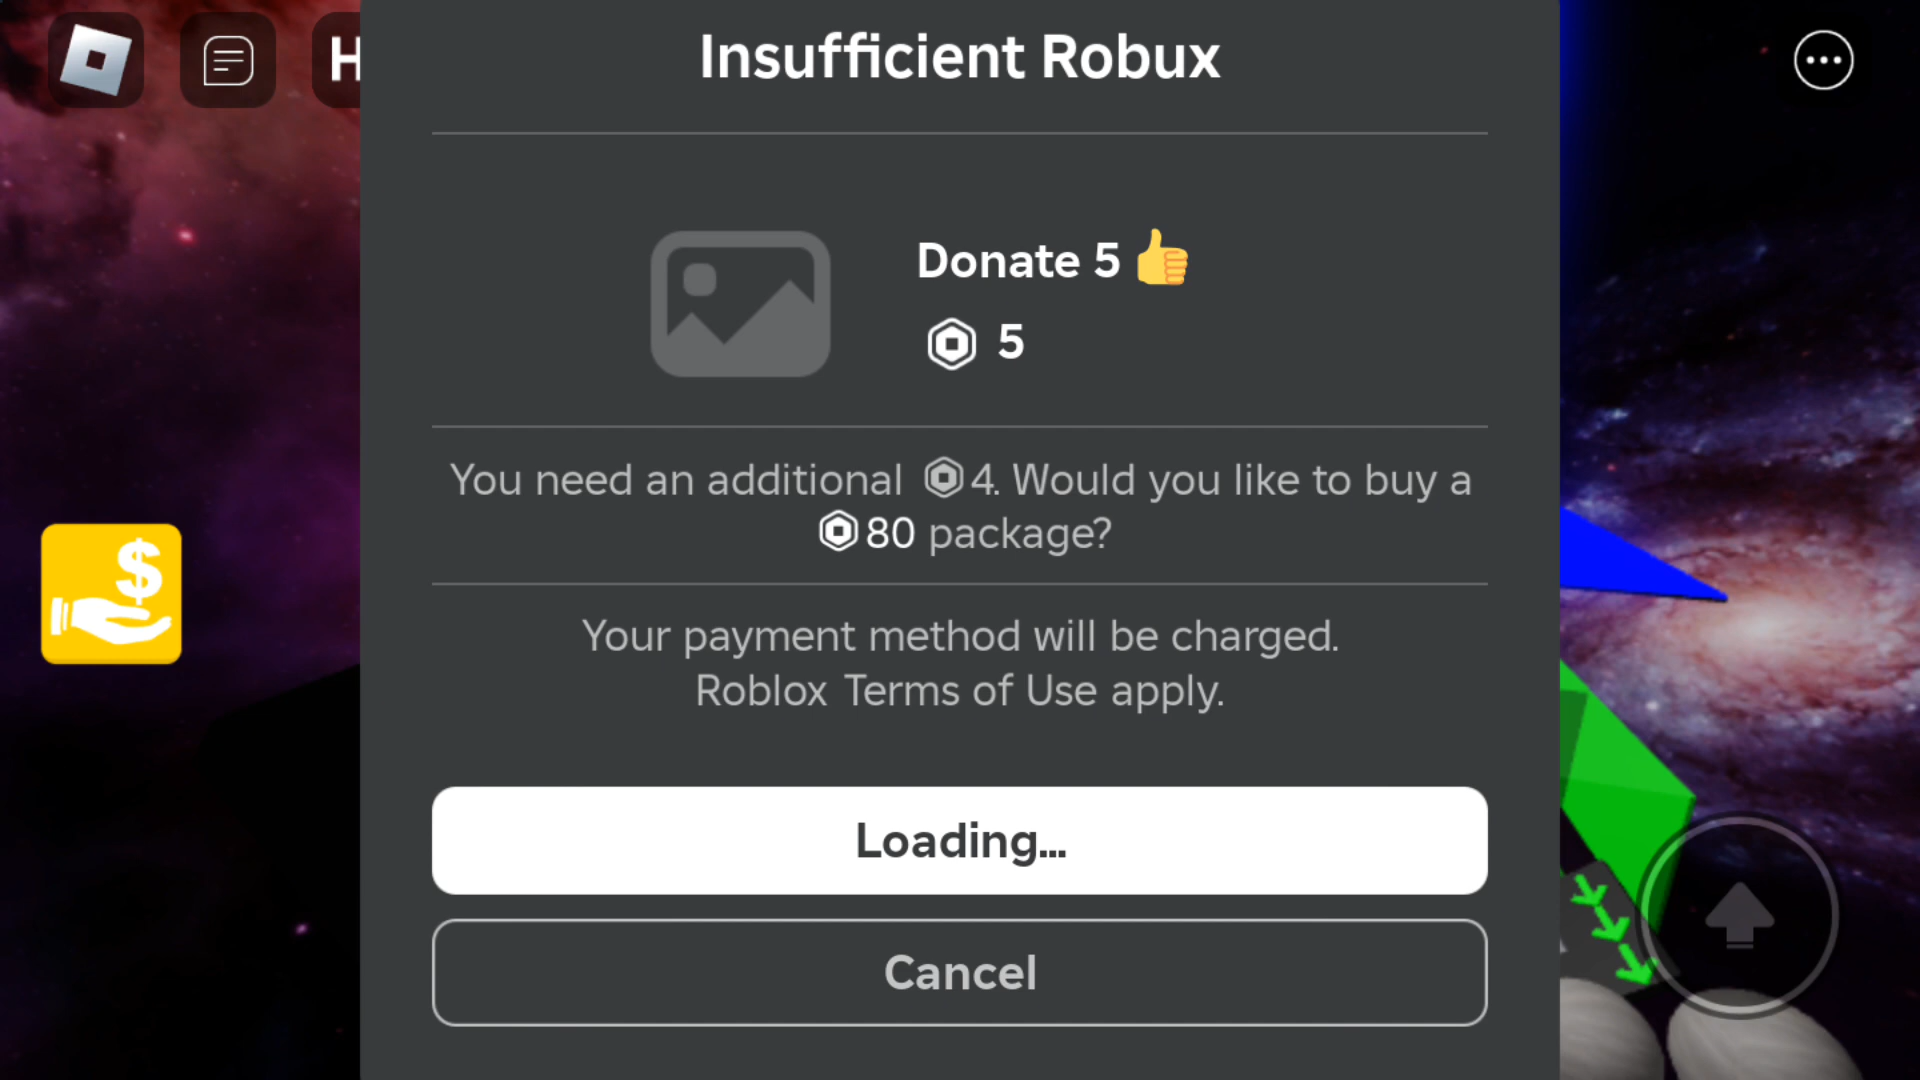 H
Insufficient Robux
Donate 5 👍
5
You need an additional 4. Would you like to buy a
80 package?
Your payment method will be charged.
Roblox Terms of Use apply.
Loading...
Cancel
$